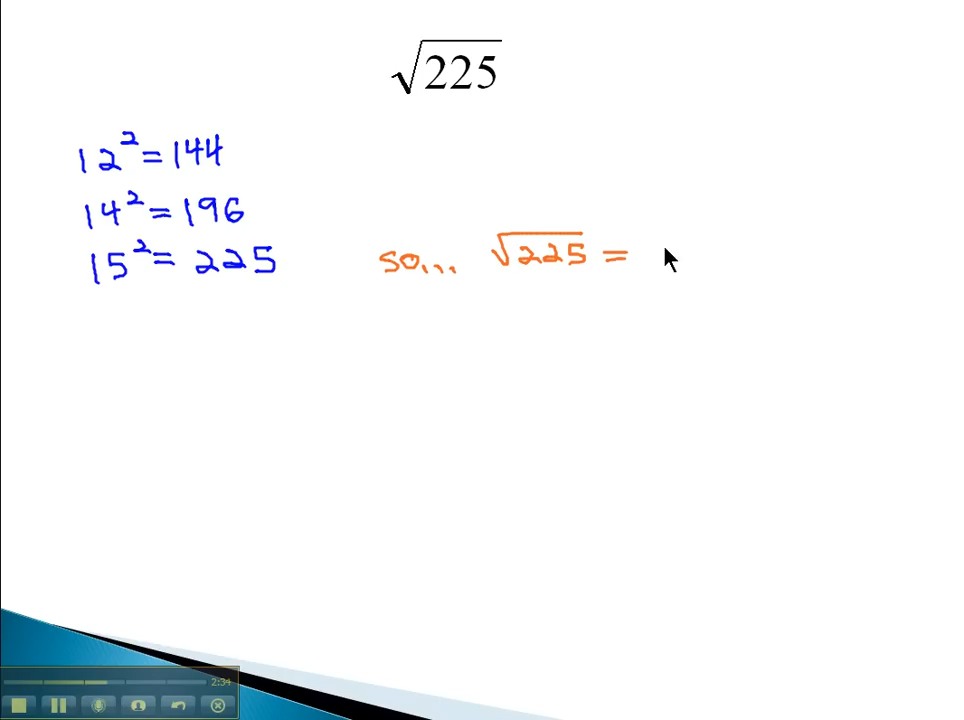 √225
12² = 144
14² = 196
15² = 225
so... √225 =
2:34